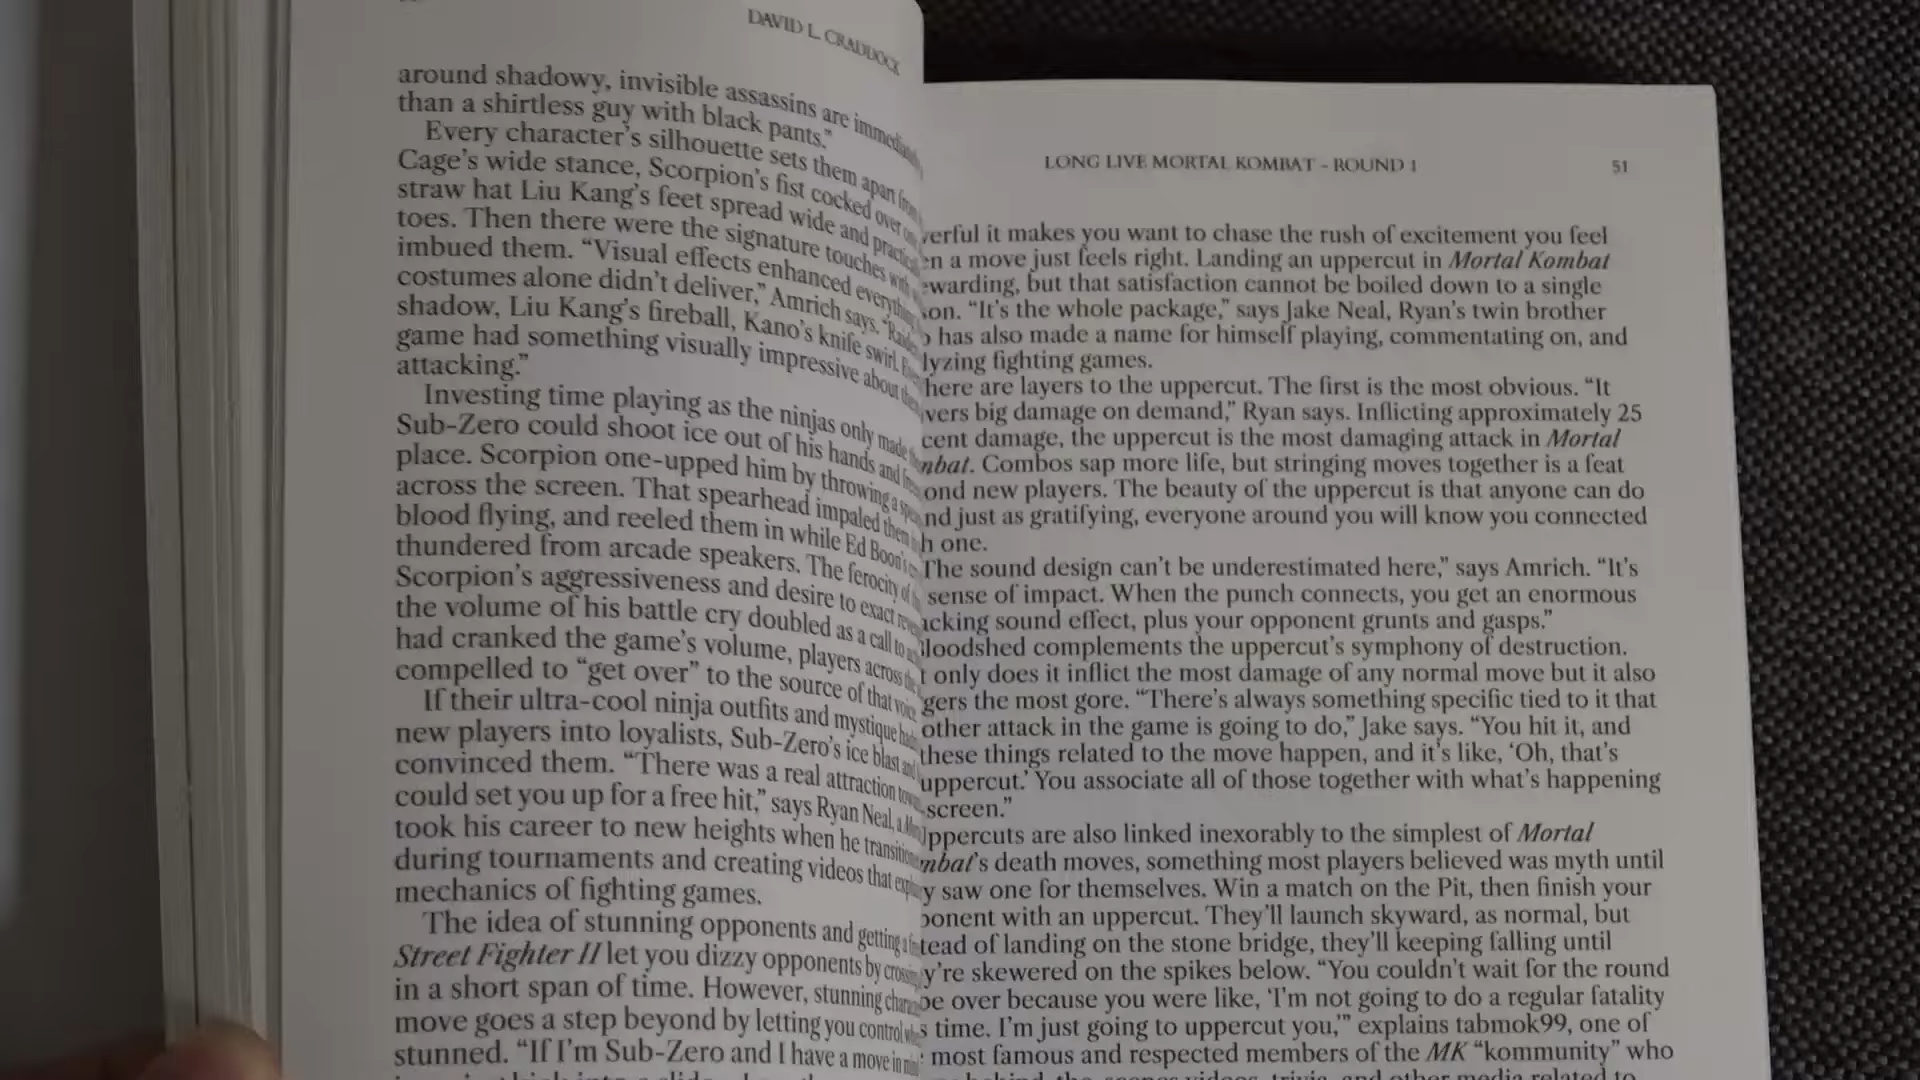 DAVID L. CRADDOCK
around shadowy, invisible assassins are immediately
than a shirtless guy with black pants.”
Every character’s silhouette sets them apart from
Cage’s wide stance, Scorpion’s fist cocked over
straw hat Liu Kang’s feet spread wide and
toes. Then there were the signature touches
imbued them. “Visual effects enhanced everything
costumes alone didn’t deliver,” Amrich says.
shadow, Liu Kang’s fireball, Kano’s knife swirl.
game had something visually impressive about
attacking.”
Investing time playing as the ninjas only made
Sub-Zero could shoot ice out of his hands and
place. Scorpion one-upped him by throwing a
across the screen. That spearhead impaled them
blood flying, and reeled them in while Ed Boon’s
thundered from arcade speakers. The ferocity of
Scorpion’s aggressiveness and desire to exact
the volume of his battle cry doubled as a call to
had cranked the game’s volume, players across
compelled to “get over” to the source of that voice.
If their ultra-cool ninja outfits and mystique
new players into loyalists, Sub-Zero’s ice blast and
convinced them. “There was a real attraction
could set you up for a free hit,” says Ryan Neal, a
took his career to new heights when he
during tournaments and creating videos that
mechanics of fighting games.
The idea of stunning opponents and getting a
Street Fighter II let you dizzy opponents by
in a short span of time. However, stunning
move goes a step beyond by letting you control
stunned. “If I’m Sub-Zero and I have a move in
LONG LIVE MORTAL KOMBAT – ROUND 1 51
it makes you want to chase the rush of excitement you feel
a move just feels right. Landing an uppercut in Mortal Kombat
but that satisfaction cannot be boiled down to a single
“It’s the whole package,” says Jake Neal, Ryan’s twin brother
has also made a name for himself playing, commentating on, and
fighting games.
are layers to the uppercut. The first is the most obvious. “It
big damage on demand,” Ryan says. Inflicting approximately 25
damage, the uppercut is the most damaging attack in Mortal
Combos sap more life, but stringing moves together is a feat
new players. The beauty of the uppercut is that anyone can do
just as gratifying, everyone around you will know you connected
one.
The sound design can’t be underestimated here,” says Amrich. “It’s
sense of impact. When the punch connects, you get an enormous
sound effect, plus your opponent grunts and gasps.”
complements the uppercut’s symphony of destruction.
only does it inflict the most damage of any normal move but it also
the most gore. “There’s always something specific tied to it that
other attack in the game is going to do,” Jake says. “You hit it, and
these things related to the move happen, and it’s like, ‘Oh, that’s
uppercut.’ You associate all of those together with what’s happening
screen.”
Uppercuts are also linked inexorably to the simplest of Mortal
death moves, something most players believed was myth until
saw one for themselves. Win a match on the Pit, then finish your
with an uppercut. They’ll launch skyward, as normal, but
of landing on the stone bridge, they’ll keeping falling until
skewered on the spikes below. “You couldn’t wait for the round
be over because you were like, ‘I’m not going to do a regular fatality
time. I’m just going to uppercut you,’” explains tabmok99, one of
most famous and respected members of the MK “kommunity” who